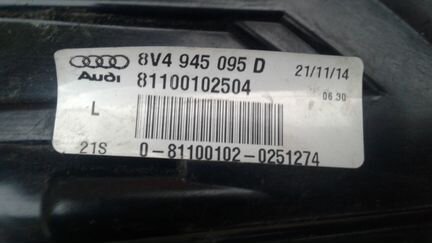 8V4 945 095 D 21/11/14
Audi 81100102504 06.30
L
21S 0-81100102-0251274